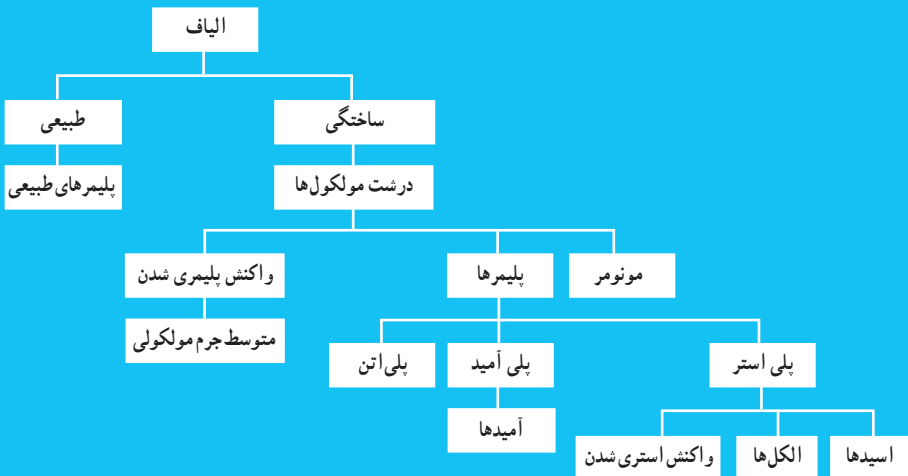 الیاف
ساختگی
طبیعی
درشت مولکول‌ها
پلیمرهای طبیعی
مونومر
پلیمرها
واکنش پلیمری شدن
متوسط جرم مولکولی
پلی استر
پلی آمید
پلی‌اتن
آمیدها
اسیدها
الکل‌ها
واکنش استری شدن